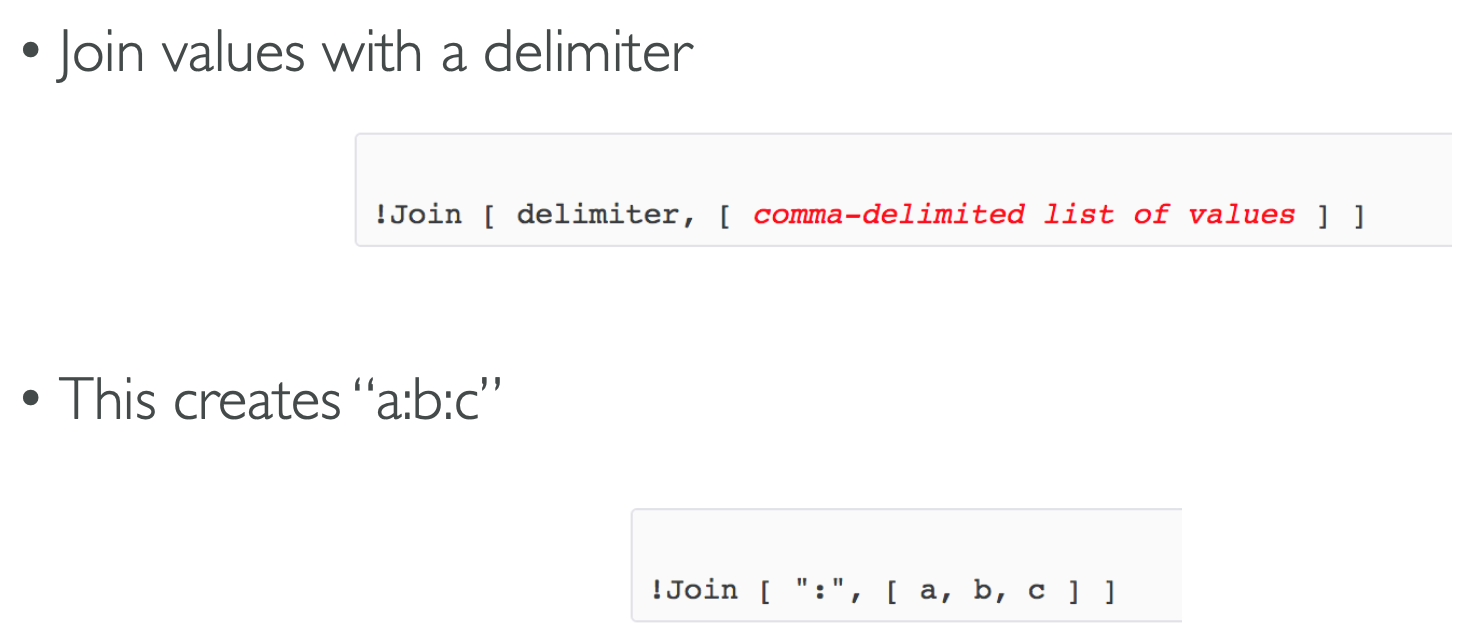 • Join values with a delimiter
!Join [ delimiter, [ comma-delimited list of values ] ]
• This creates “a:b:c”
!Join [ ":", [ a, b, c ] ]